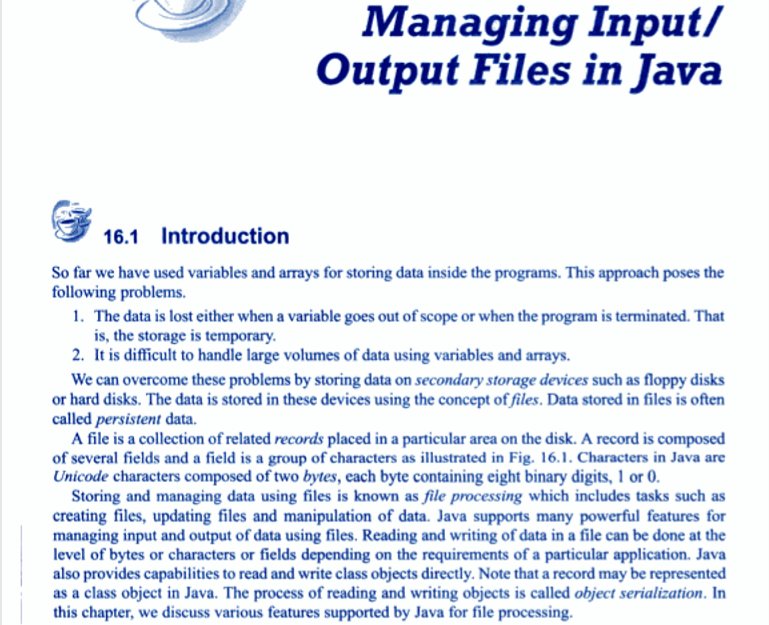 Managing Input/
Output Files in Java
16.1 Introduction
So far we have used variables and arrays for storing data inside the programs. This approach poses the
following problems.
1. The data is lost either when a variable goes out of scope or when the program is terminated. That
is, the storage is temporary.
2. It is difficult to handle large volumes of data using variables and arrays.
We can overcome these problems by storing data on secondary storage devices such as floppy disks
or hard disks. The data is stored in these devices using the concept of files. Data stored in files is often
called persistent data.
A file is a collection of related records placed in a particular area on the disk. A record is composed
of several fields and a field is a group of characters as illustrated in Fig. 16.1. Characters in Java are
Unicode characters composed of two bytes, each byte containing eight binary digits, 1 or 0.
Storing and managing data using files is known as file processing which includes tasks such as
creating files, updating files and manipulation of data. Java supports many powerful features for
managing input and output of data using files. Reading and writing of data in a file can be done at the
level of bytes or characters or fields depending on the requirements of a particular application. Java
also provides capabilities to read and write class objects directly. Note that a record may be represented
as a class object in Java. The process of reading and writing objects is called object serialization. In
this chapter, we discuss various features supported by Java for file processing.